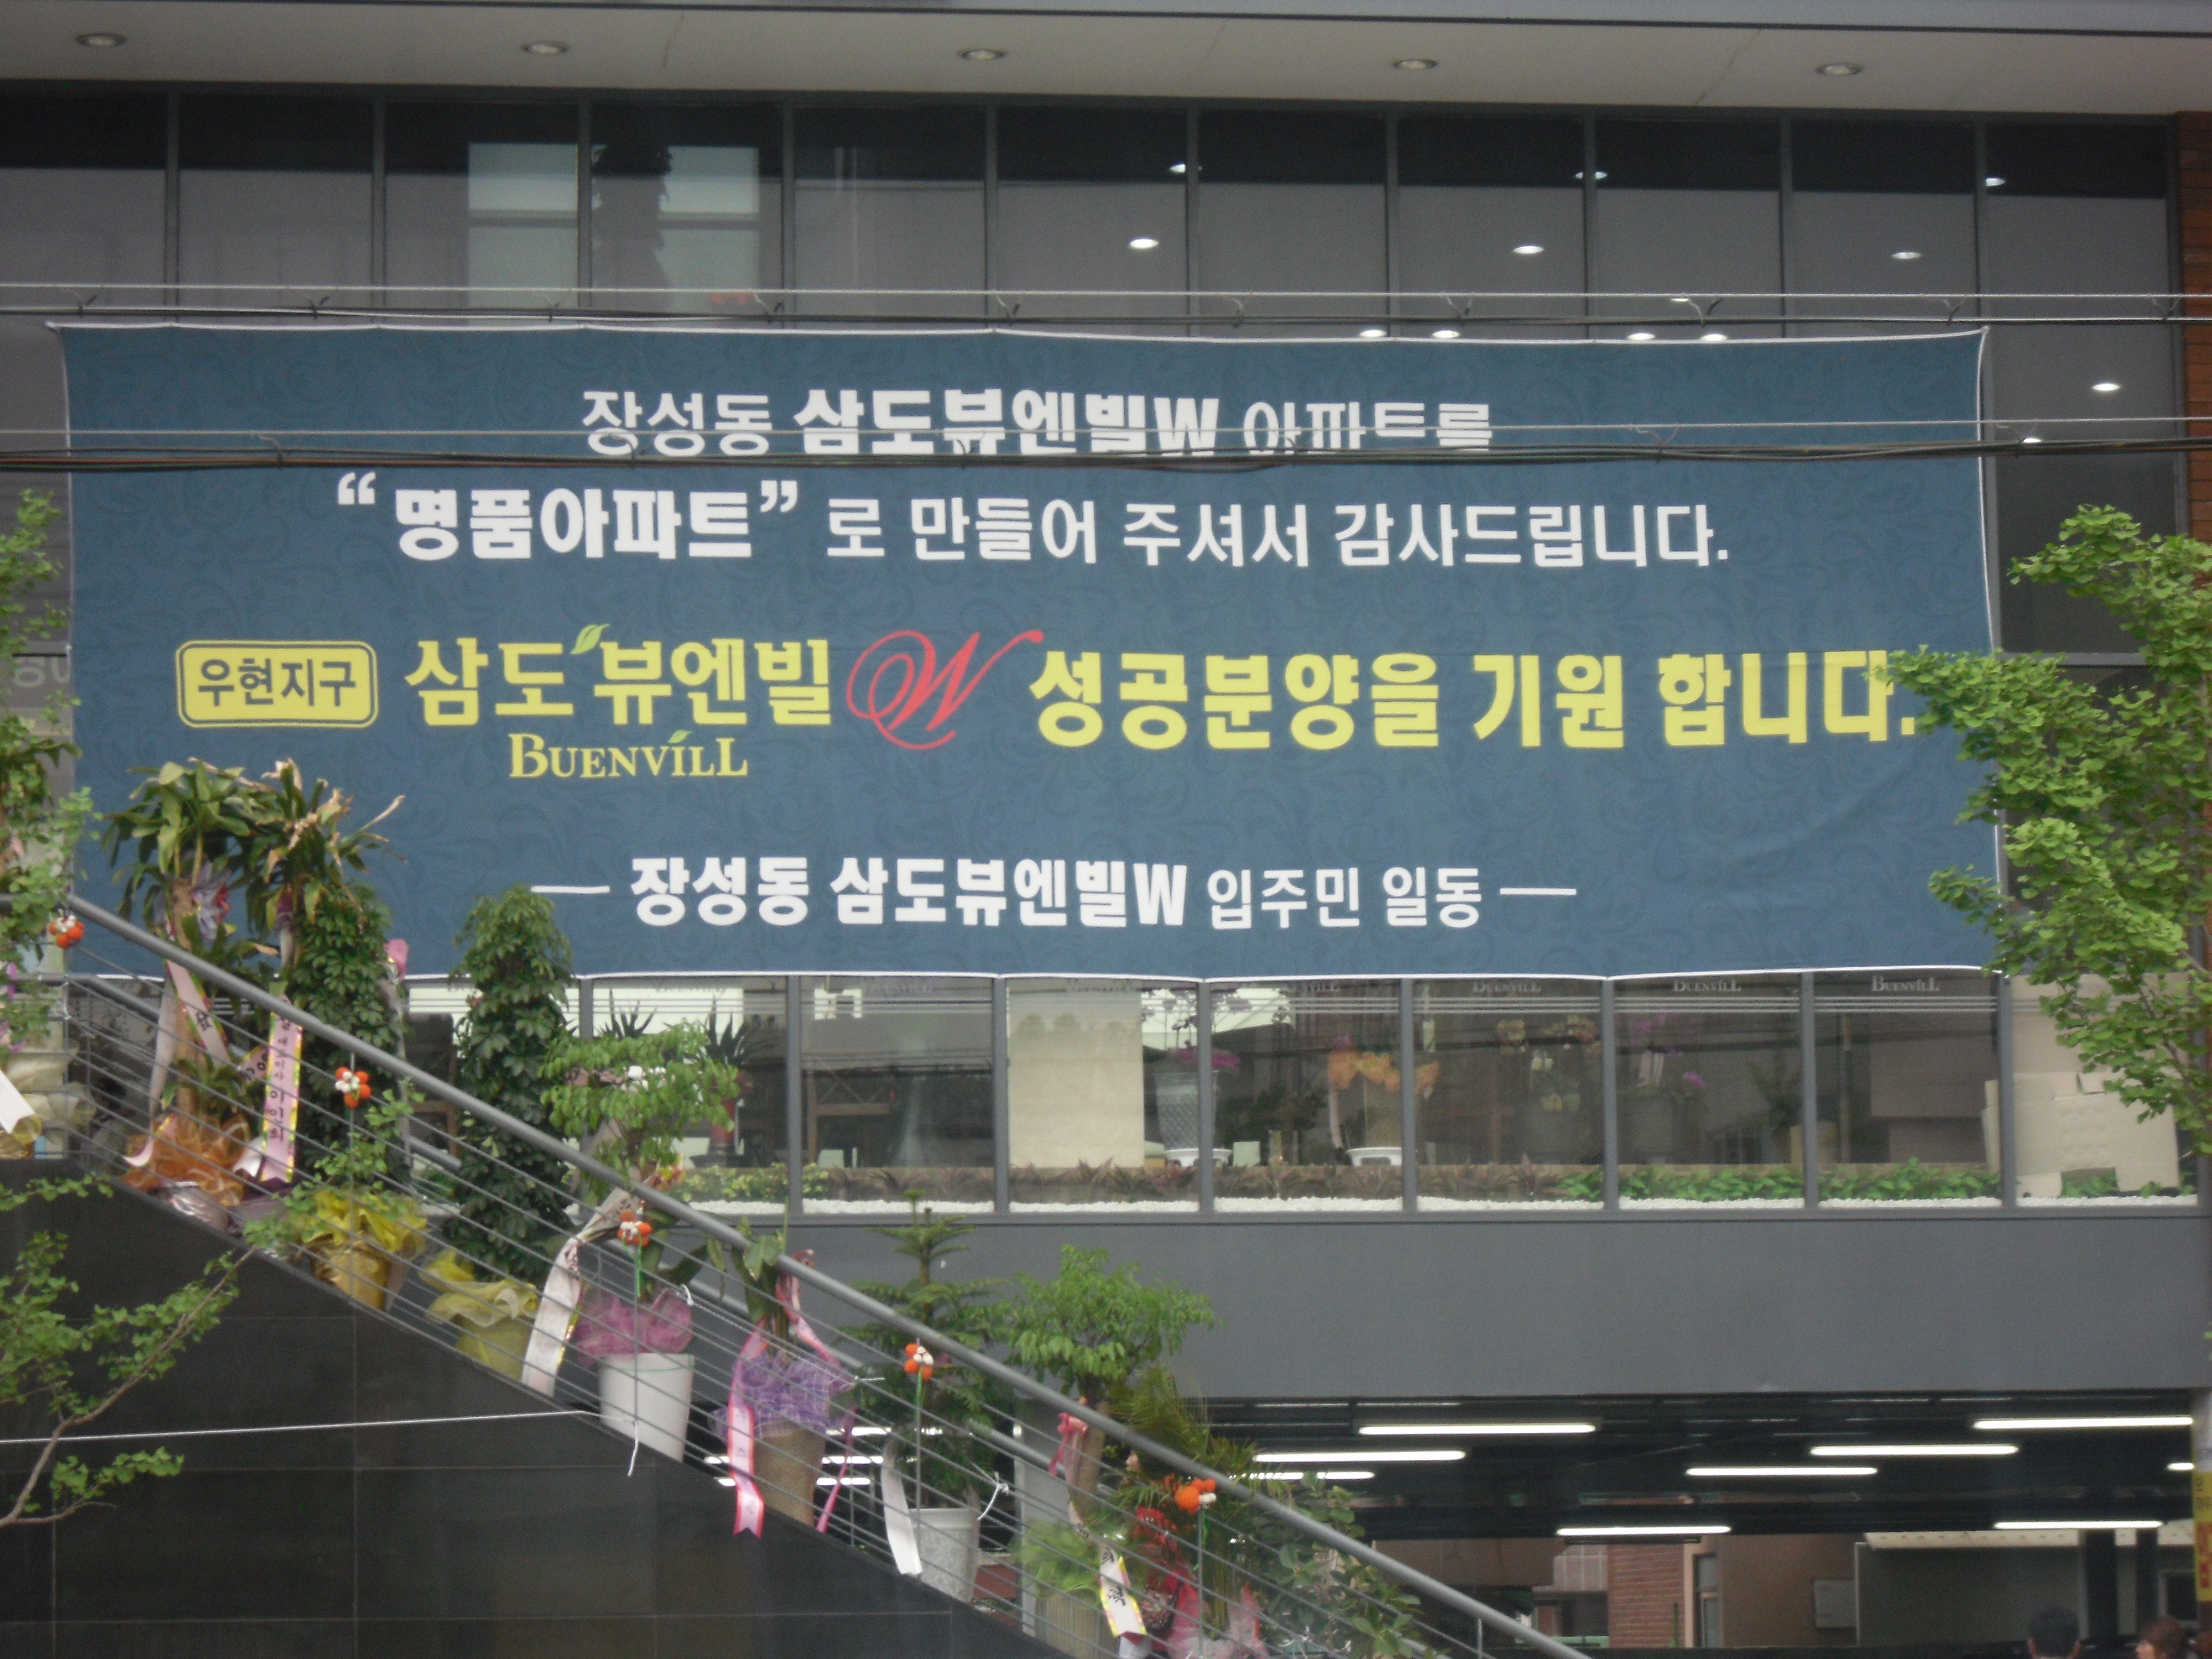 장성동 삼도뷰엔빌W 아파트를
“명품아파트”로 만들어 주셔서 감사드립니다.
우현지구 삼도뷰엔빌 W 성공분양을 기원 합니다.
BUENVILL
— 장성동 삼도뷰엔빌W 입주민 일동 —
BUENVILL BUENVILL BUENVILL